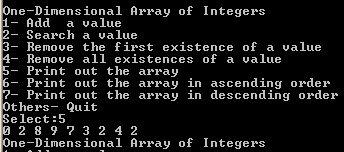 One-Dimensional Array of Integers
1- Add  a value
2- Search a value
3- Remove the first existence of a value
4- Remove all existences of a value
5- Print out the array
6- Print out the array in ascending order
7- Print out the array in descending order
Others- Quit
Select:5
0 2 8 9 7 3 2 4 2
One-Dimensional Array of Integers